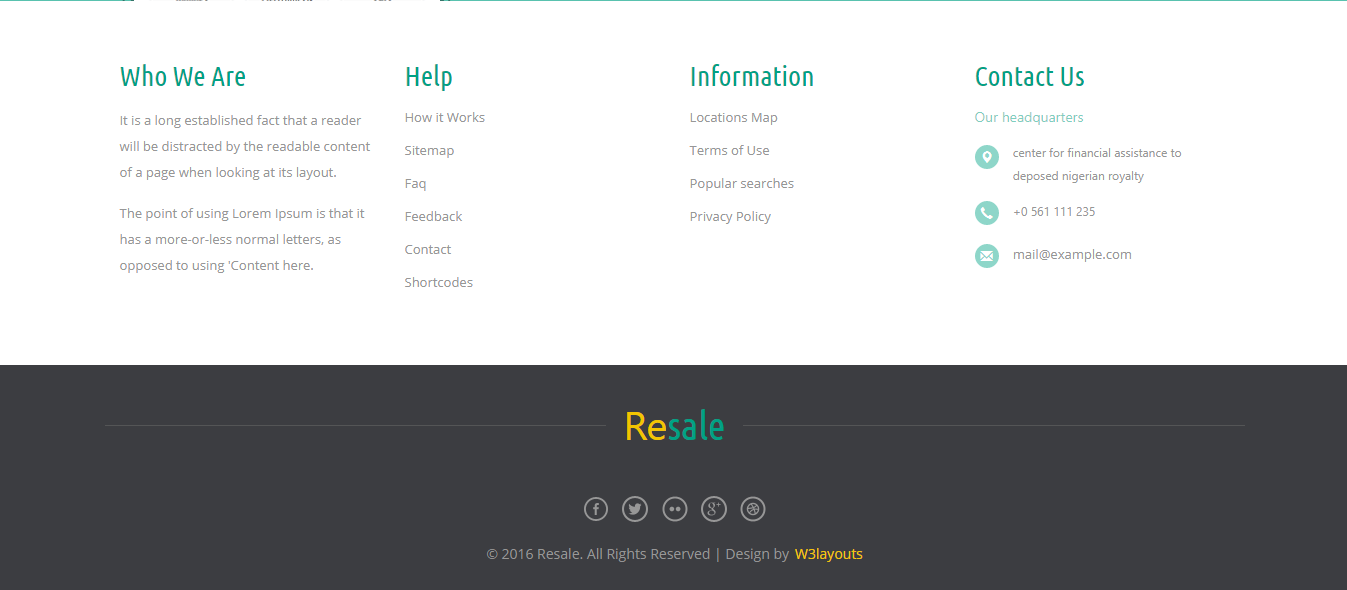 Who We Are
It is a long established fact that a reader
will be distracted by the readable content
of a page when looking at its layout.
The point of using Lorem Ipsum is that it
has a more-or-less normal letters, as
opposed to using 'Content here.
Help
How it Works
Sitemap
Faq
Feedback
Contact
Shortcodes
Information
Locations Map
Terms of Use
Popular searches
Privacy Policy
Contact Us
Our headquarters
center for financial assistance to
deposed nigerian royalty
+0 561 111 235
mail@example.com
Resale
© 2016 Resale. All Rights Reserved | Design by W3layouts